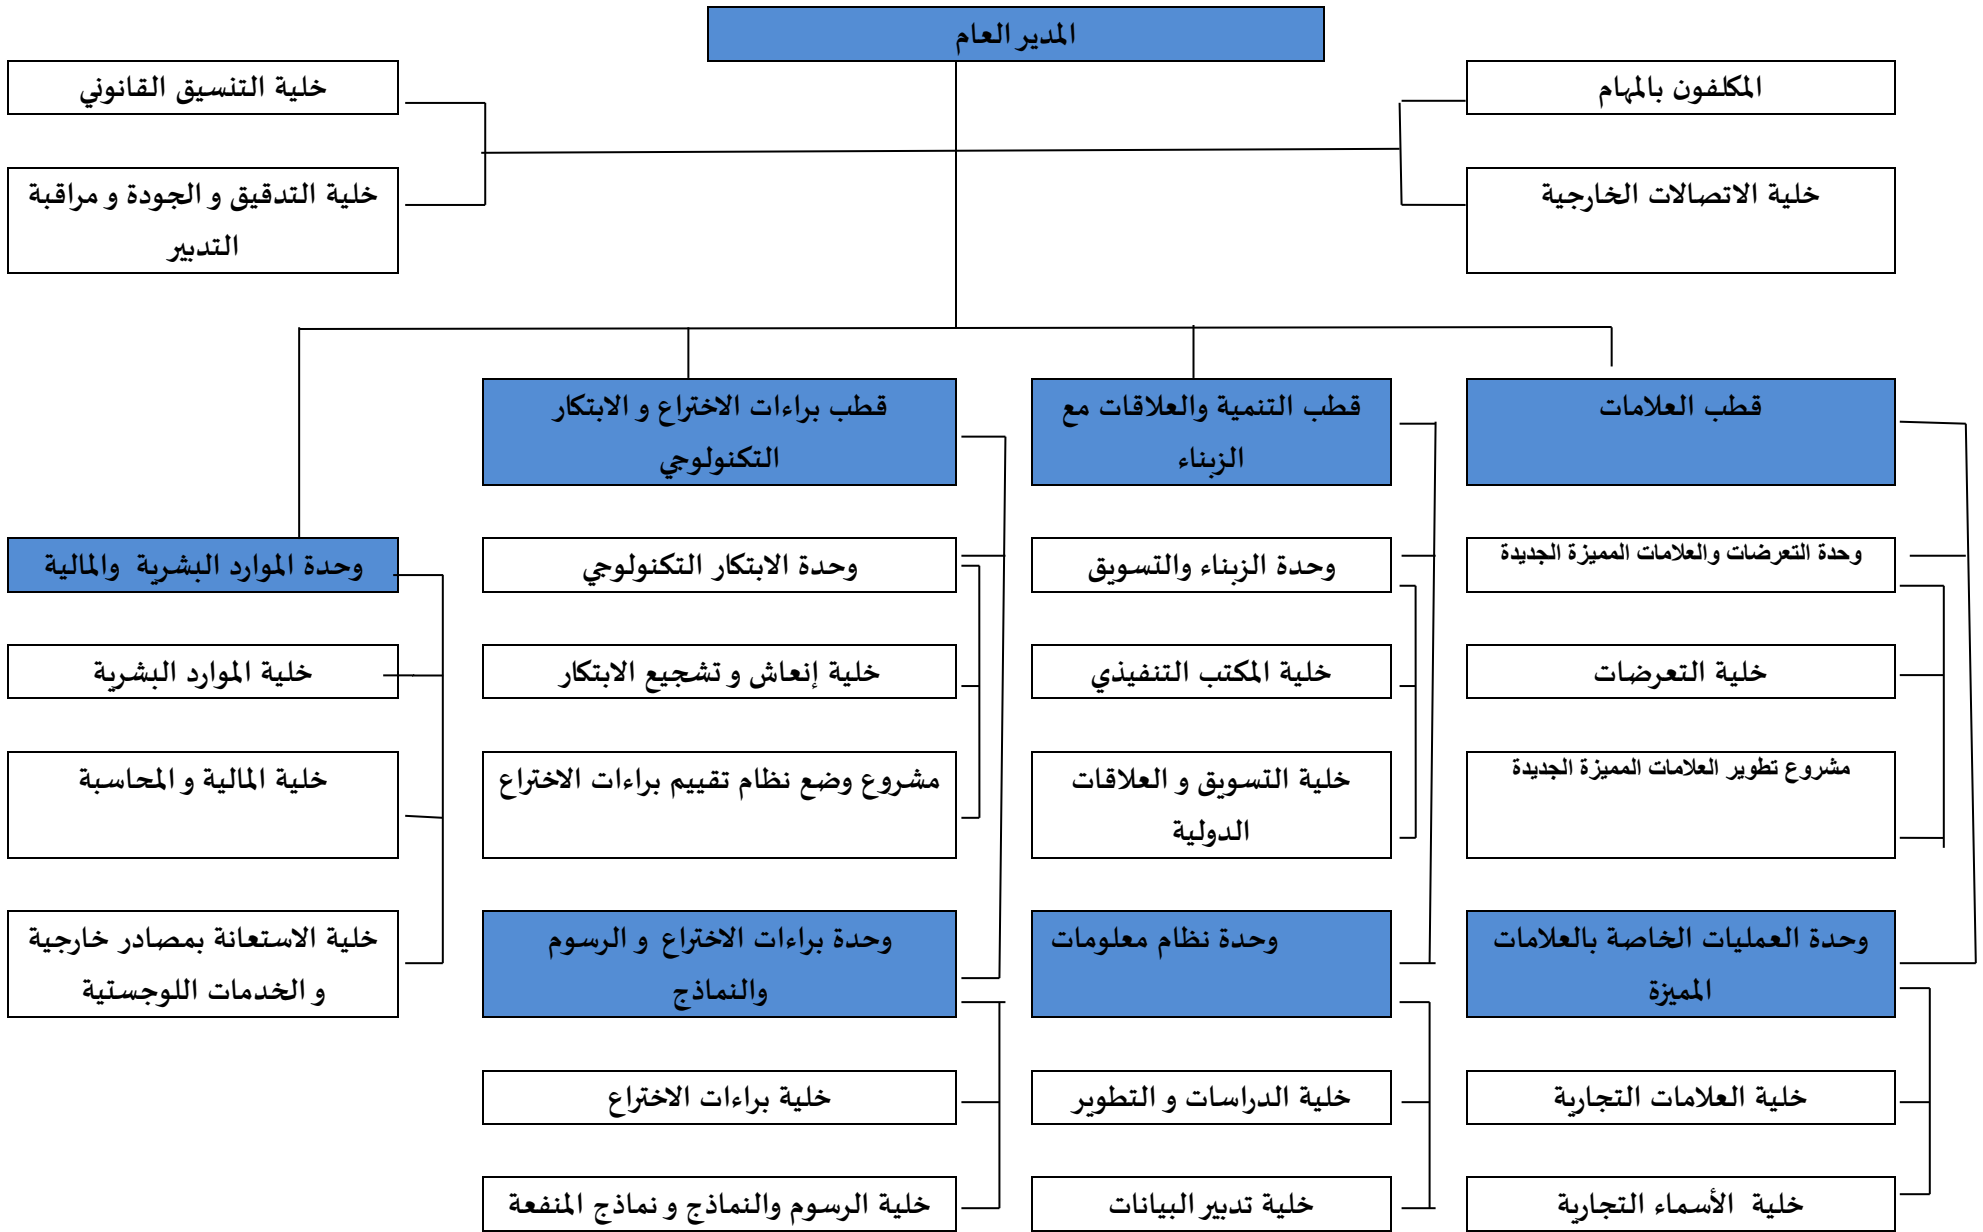 المدير العام
المكلفون بالمهام
خلية التنسيق القانوني
خلية الاتصالات الخارجية
خلية التدقيق و الجودة و مراقبة
التدبير
قطب العلامات
قطب التنمية والعلاقات مع
الزبناء
قطب براءات الاختراع و الابتكار
التكنولوجي
وحدة التعرضات والعلامات المميزة الجديدة
وحدة الزبناء والتسويق
وحدة الابتكار التكنولوجي
وحدة الموارد البشرية والمالية
خلية التعرضات
خلية المكتب التنفيذي
خلية إنعاش و تشجيع الابتكار
خلية الموارد البشرية
مشروع تطوير العلامات المميزة الجديدة
خلية التسويق و العلاقات
الدولية
مشروع وضع نظام تقييم براءات الاختراع
خلية المالية و المحاسبة
وحدة العمليات الخاصة بالعلامات
المميزة
وحدة نظام معلومات
وحدة براءات الاختراع و الرسوم
والنماذج
خلية الاستعانة بمصادر خارجية
و الخدمات اللوجستية
خلية العلامات التجارية
خلية الدراسات و التطوير
خلية براءات الاختراع
خلية الأسماء التجارية
خلية تدبير البيانات
خلية الرسوم والنماذج و نماذج المنفعة